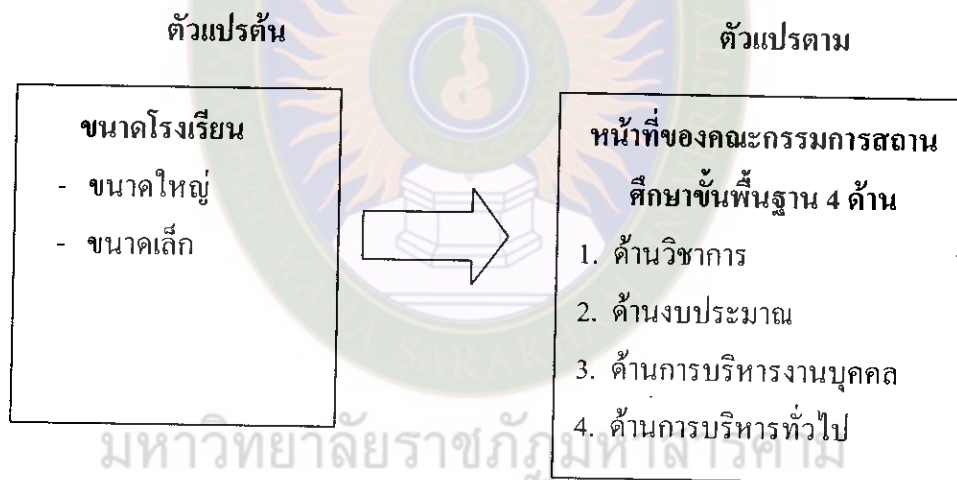 ตัวแปรต้น
ตัวแปรตาม
ขนาดโรงเรียน
- ขนาดใหญ่
- ขนาดเล็ก
หน้าที่ของคณะกรรมการสถาน
ศึกษาขั้นพื้นฐาน 4 ด้าน
1. ด้านวิชาการ
2. ด้านงบประมาณ
3. ด้านการบริหารงานบุคคล
4. ด้านการบริหารทั่วไป
มหาวิทยาลัยราชภัฏมหาสารคาม